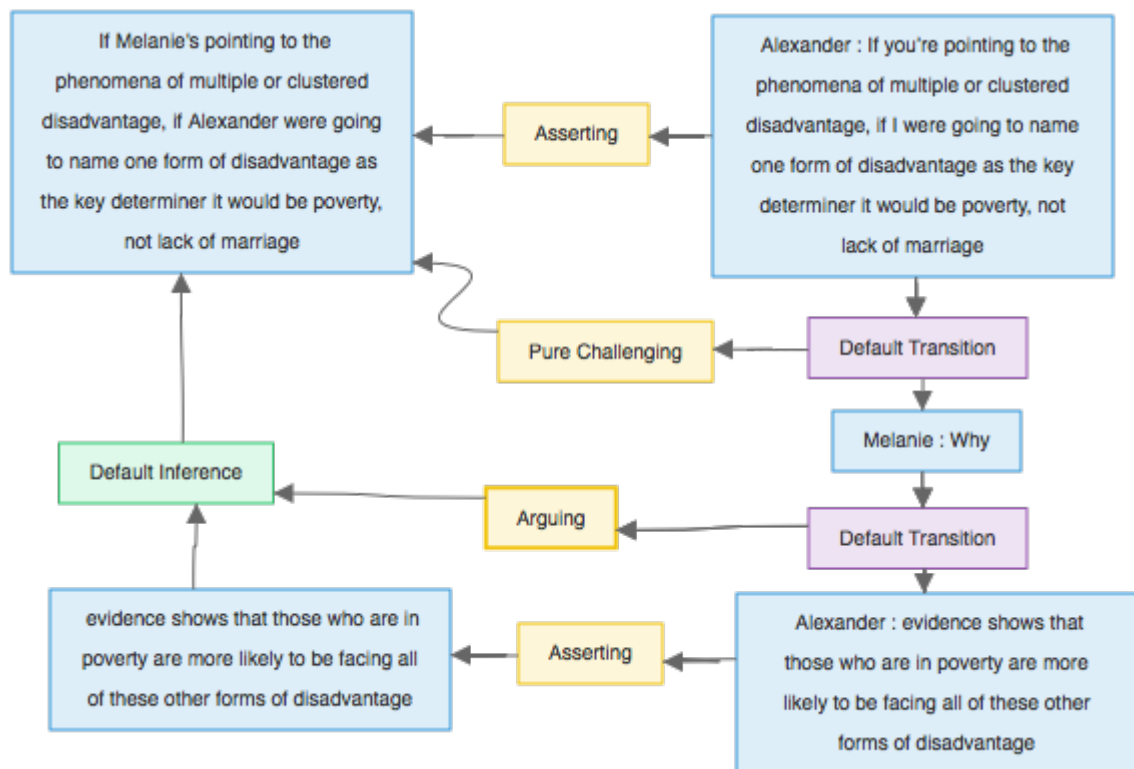 If Melanie's pointing to the
phenomena of multiple or clustered
disadvantage, if Alexander were going
to name one form of disadvantage as
the key determiner it would be poverty,
not lack of marriage
Asserting
Alexander : If you're pointing to the
phenomena of multiple or clustered
disadvantage, if I were going to name
one form of disadvantage as the key
determiner it would be poverty, not
lack of marriage
Pure Challenging
Default Transition
Melanie : Why
Default Inference
Arguing
Default Transition
evidence shows that those who are in
poverty are more likely to be facing all
of these other forms of disadvantage
Asserting
Alexander : evidence shows that
those who are in poverty are more
likely to be facing all of these other
forms of disadvantage